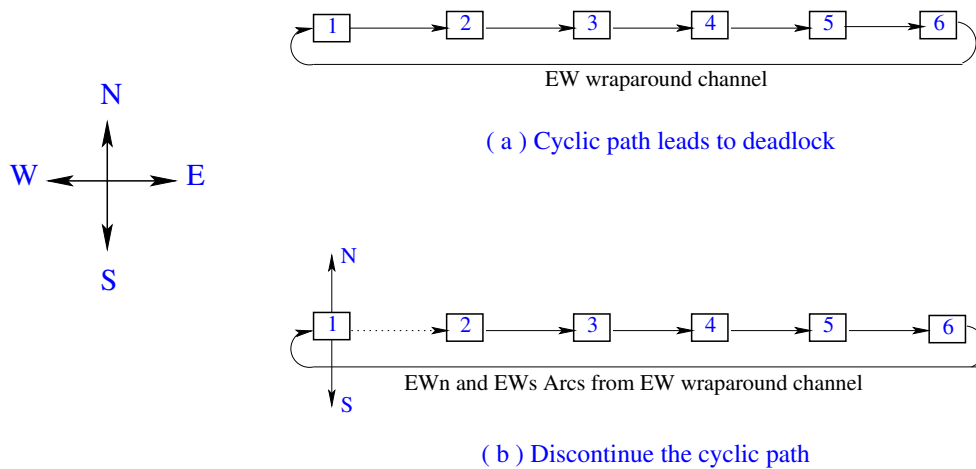 1 2 3 4 5 6
EW wraparound channel
( a ) Cyclic path leads to deadlock
N
W E
S
N
1 2 3 4 5 6
EWn and EWs Arcs from EW wraparound channel
S
( b ) Discontinue the cyclic path